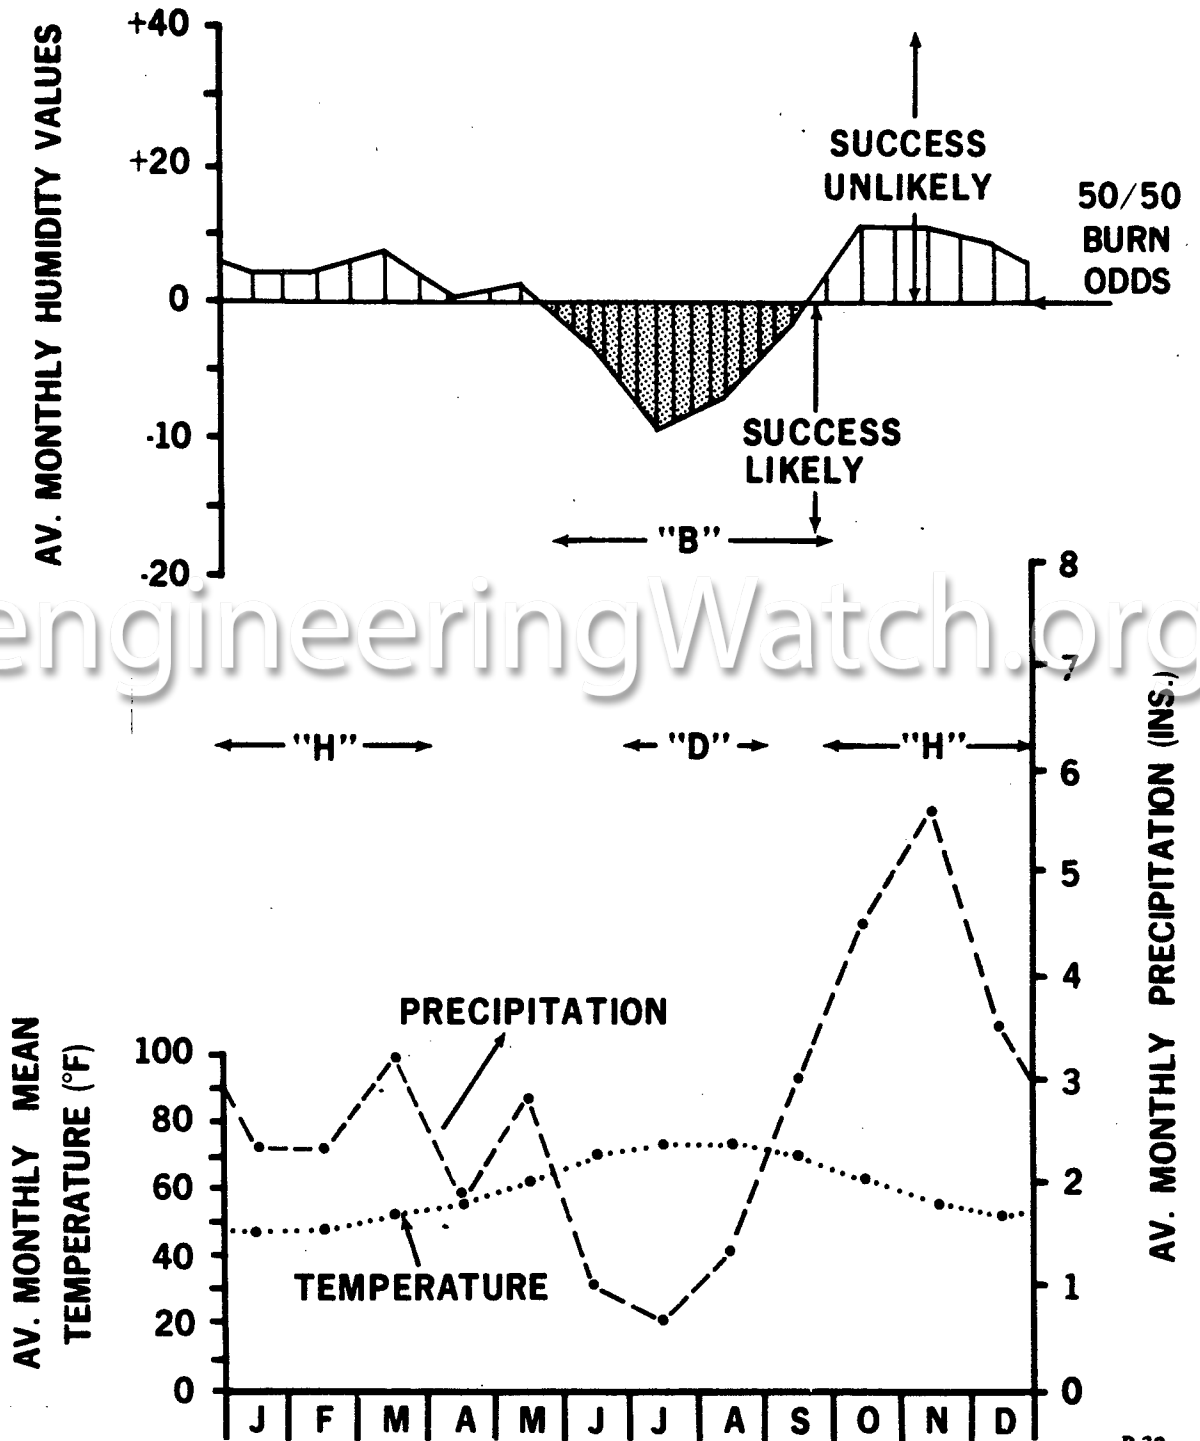 AV. MONTHLY HUMIDITY VALUES
+40
+20
0
-10
-20
SUCCESS
UNLIKELY
50/50
BURN
ODDS
SUCCESS
LIKELY
"B"
engineeringWatch.org
"H"
"D"
"H"
8
7
6
5
4
3
2
1
0
AV. MONTHLY PRECIPITATION (INS.)
PRECIPITATION
TEMPERATURE
AV. MONTHLY MEAN
TEMPERATURE (°F)
100
80
60
40
20
0
J F M A M J J A S O N D